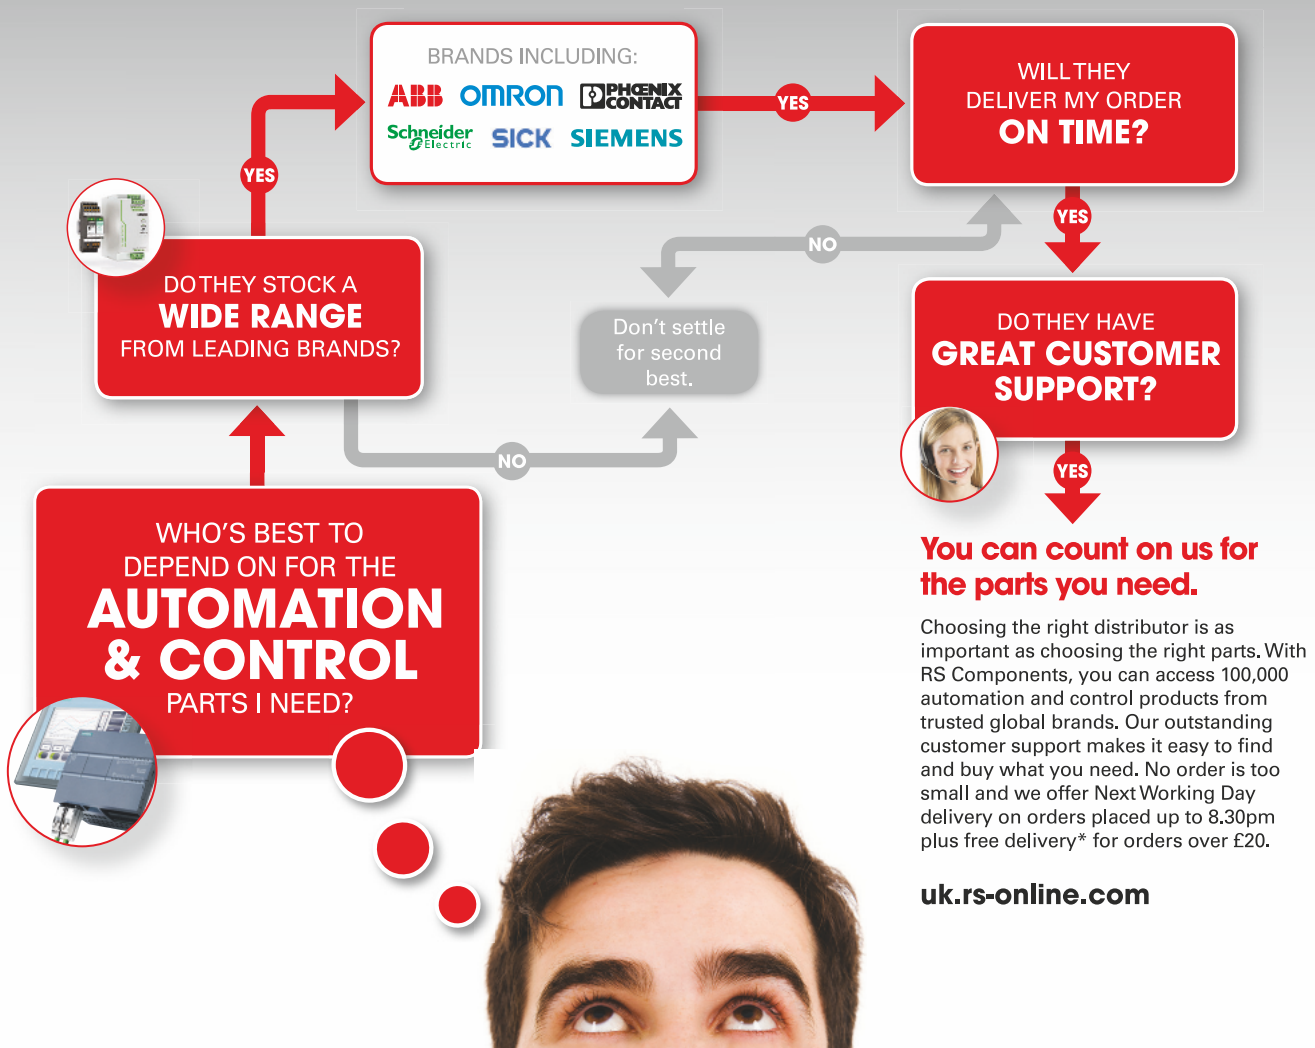 BRANDS INCLUDING:
ABB OMRON PHOENIX CONTACT
Schneider Electric SICK SIEMENS
YES
WILL THEY
DELIVER MY ORDER
ON TIME?
YES
YES
NO
DO THEY STOCK A
WIDE RANGE
FROM LEADING BRANDS?
Don't settle
for second
best.
NO
DO THEY HAVE
GREAT CUSTOMER
SUPPORT?
YES
WHO'S BEST TO
DEPEND ON FOR THE
AUTOMATION
& CONTROL
PARTS I NEED?
You can count on us for
the parts you need.
Choosing the right distributor is as
important as choosing the right parts. With
RS Components, you can access 100,000
automation and control products from
trusted global brands. Our outstanding
customer support makes it easy to find
and buy what you need. No order is too
small and we offer Next Working Day
delivery on orders placed up to 8.30pm
plus free delivery* for orders over £20.
uk.rs-online.com